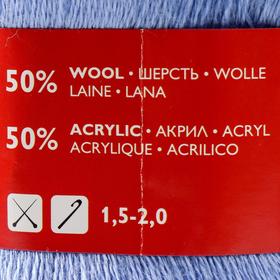 50% WOOL • ШЕРСТЬ • WOLLE
LAINE • LANA
50% ACRYLIC • АКРИЛ • ACRYL
ACRYLIQUE • ACRILICO
1,5-2,0